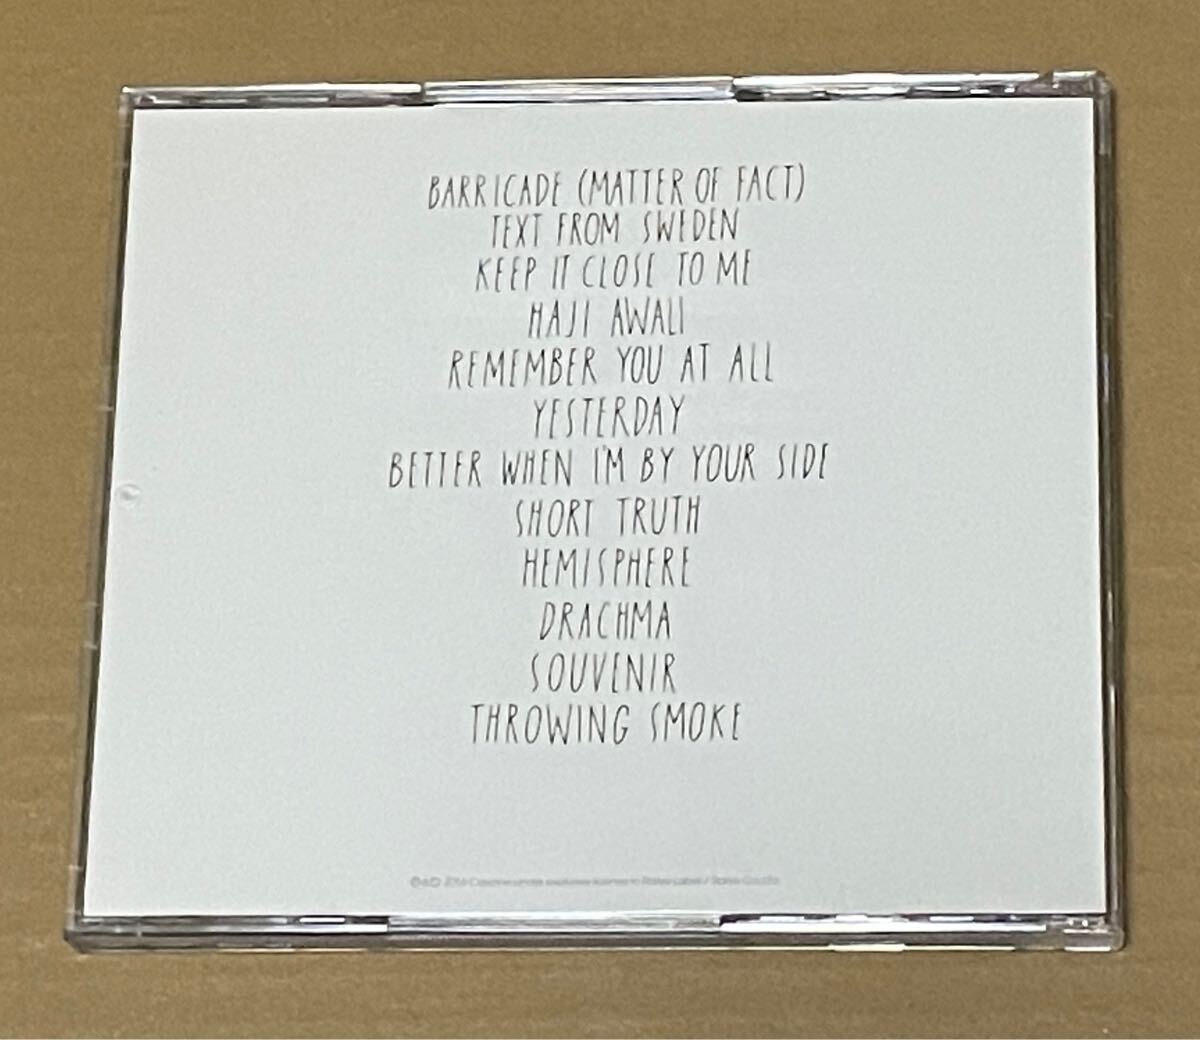 BARRICADE (MATTER OF FACT)
TEXT FROM SWEDEN
KEEP IT CLOSE TO ME
HAJI AWALI
REMEMBER YOU AT ALL
YESTERDAY
BETTER WHEN I'M BY YOUR SIDE
SHORT TRUTH
HEMISPHERE
DRACHMA
SOUVENIR
THROWING SMOKE